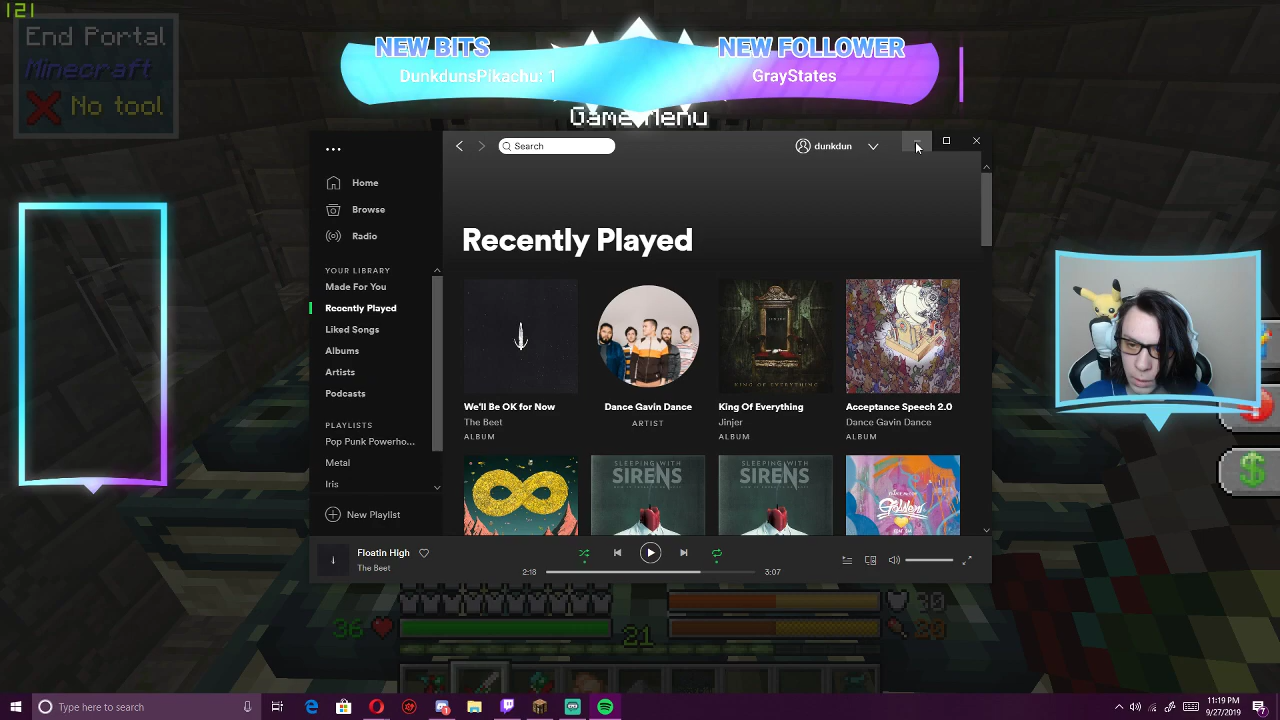 121
End Portal
Minecraft
No tool
NEW BITS
DunkdunsPikachu: 1
NEW FOLLOWER
GrayStates
Game Menu
Search
dunkdun
Home
Browse
Radio
YOUR LIBRARY
Made For You
Recently Played
Liked Songs
Albums
Artists
Podcasts
PLAYLISTS
Pop Punk Powerho...
Metal
Iris
New Playlist
Recently Played
KING OF EVERYTHING
We'll Be OK for Now
The Beet
ALBUM
Dance Gavin Dance
ARTIST
King Of Everything
Jinjer
ALBUM
Acceptance Speech 2.0
Dance Gavin Dance
ALBUM
SLEEPING WITH
SIRENS
SLEEPING WITH
SIRENS
Golden
Floatin High
The Beet
2:18
3:07
36
21
30
20
Type here to search
11:19 PM
9/27/2019